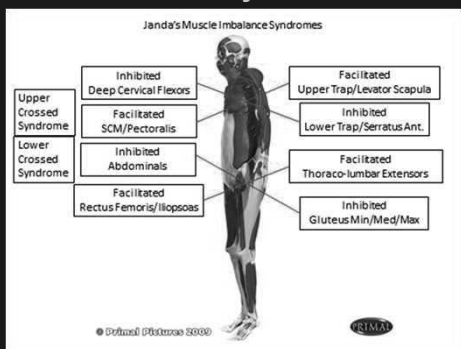 Janda's Muscle Imbalance Syndromes
Upper
Crossed
Syndrome
Lower
Crossed
Syndrome
Inhibited
Deep Cervical Flexors
Facilitated
SCM/Pectoralis
Inhibited
Abdominals
Facilitated
Rectus Femoris/Iliopsoas
Facilitated
Upper Trap/Levator Scapula
Inhibited
Lower Trap/Serratus Ant.
Facilitated
Thoraco-lumbar Extensors
Inhibited
Gluteus Min/Med/Max
© Primal Pictures 2009
PRIMAL